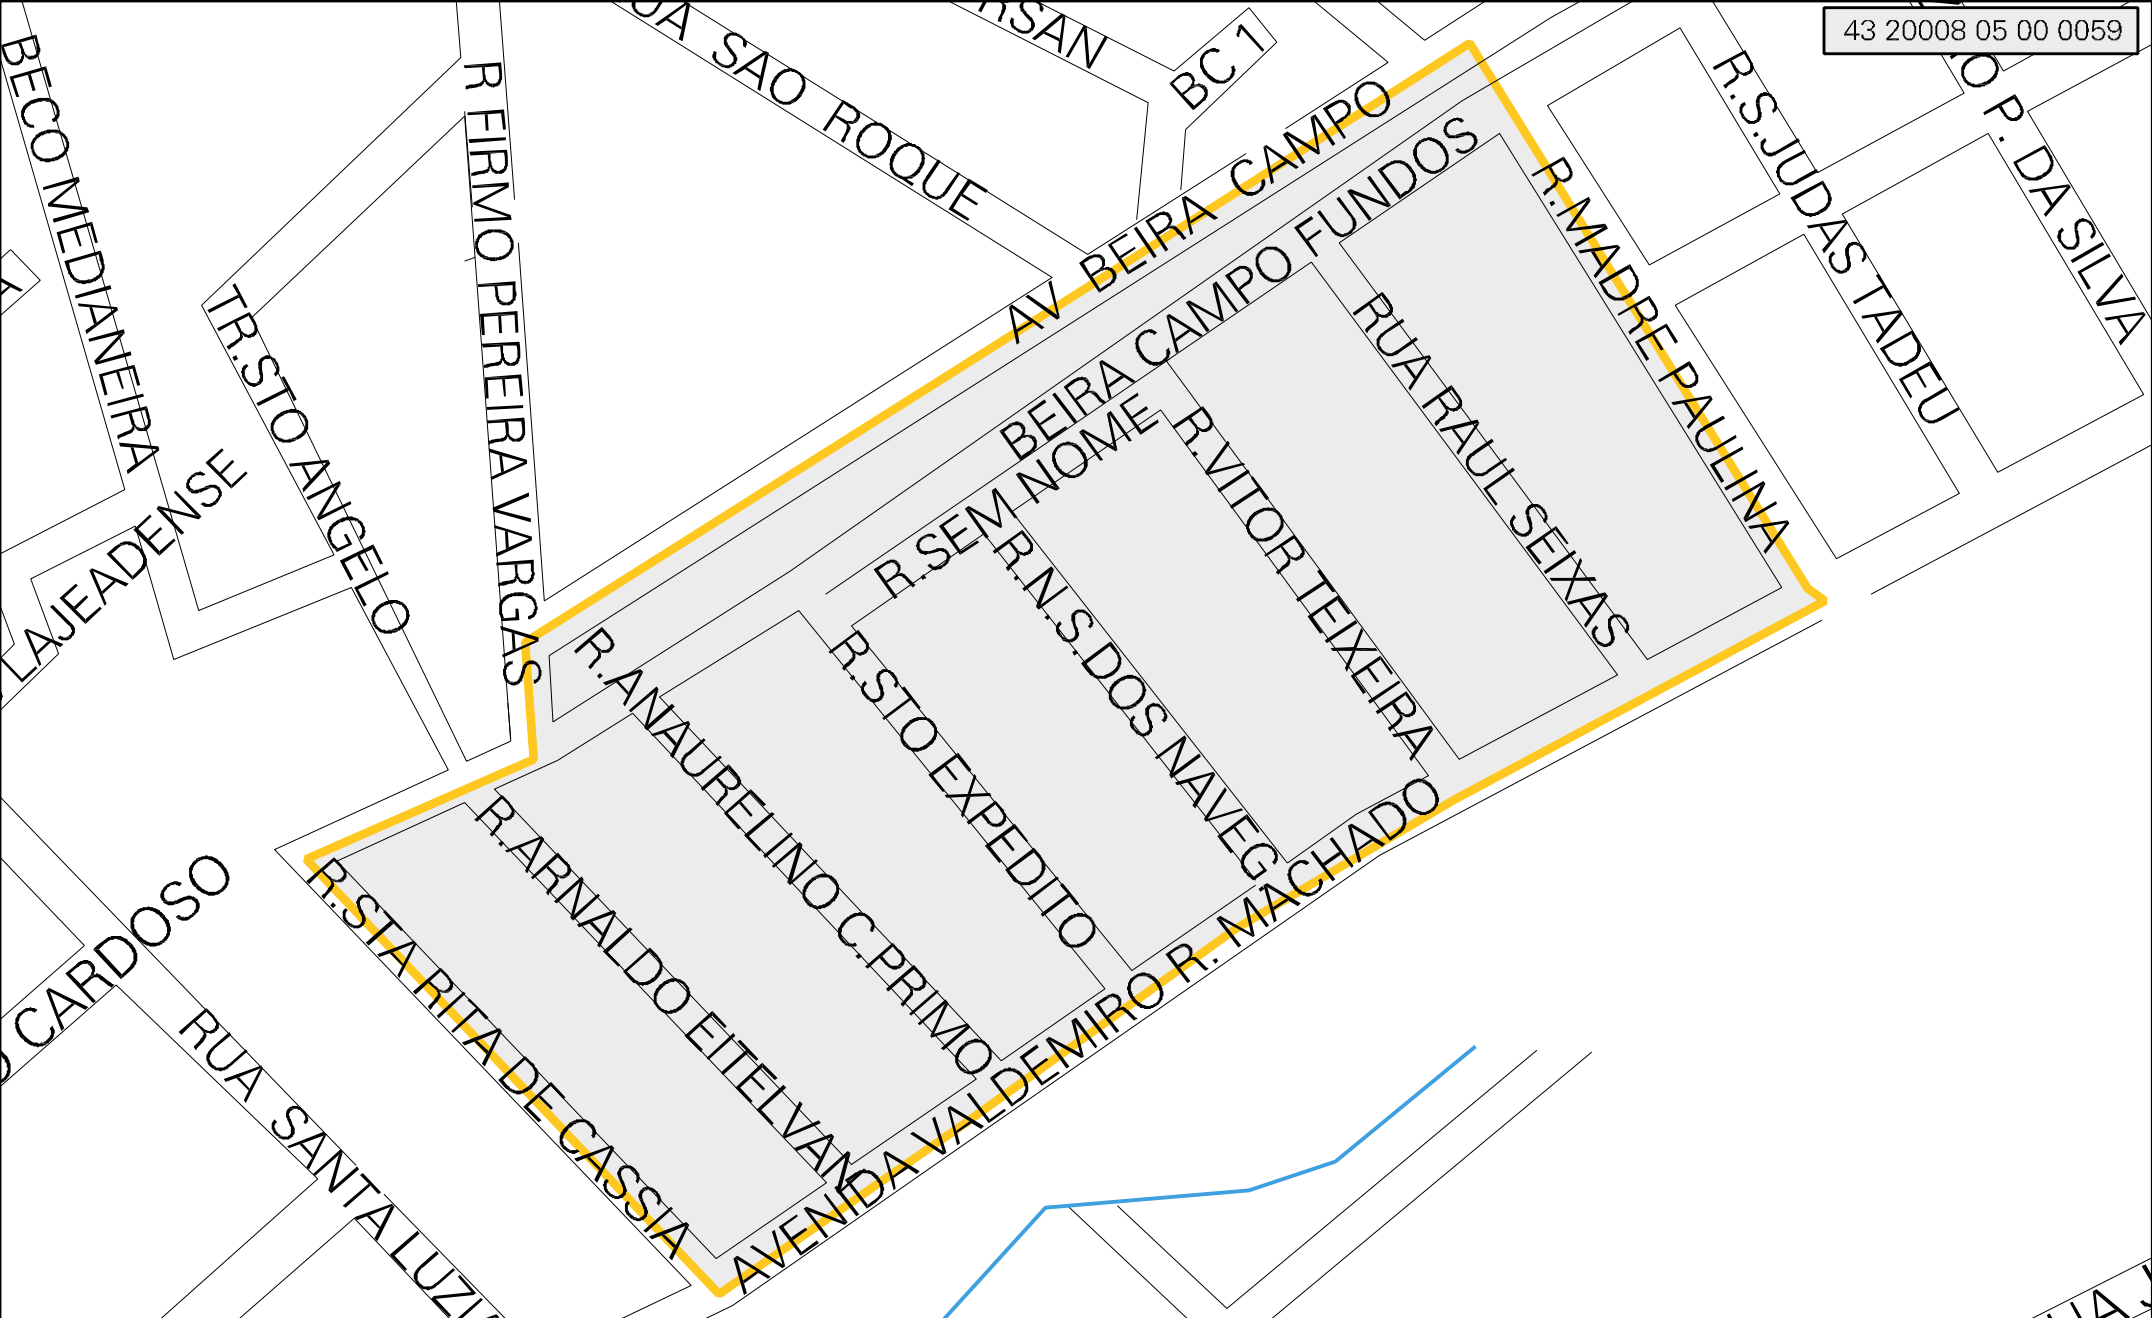 43 20008 05 00 0059
BECO MEDIANEIRA
R FIRMO PEREIRA VARGAS
SAO ROQUE
BC 1
AV BEIRA CAMPO
BEIRA CAMPO FUNDOS
R.S.JUDAS TADEU
P. DA SILVA
R.MADRE PAULINA
TR.STO ANGELO
LAJEADENSE
R.SEM NOME
RUA RAUL SEIXAS
R.VITOR TEIXEIRA
R.N.S.DOS NAVEG.
R.STO EXPEDITO
R.ANAURELINO C.PRIMO
R.ARNALDO EITELVAN
R.STA RITA DE CASSIA
AVENIDA VALDEMIRO R. MACHADO
CARDOSO
RUA SANTA LUZI